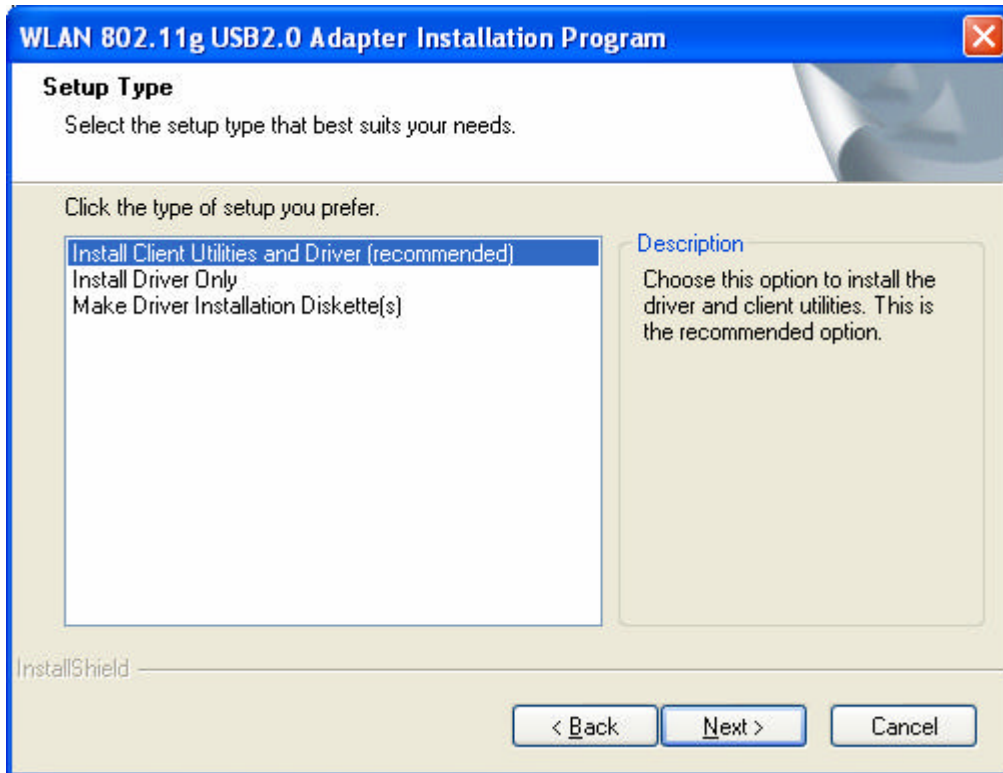 WLAN 802.11g USB2.0 Adapter Installation Program
Setup Type
Select the setup type that best suits your needs.
Click the type of setup you prefer.
Install Client Utilities and Driver (recommended)
Install Driver Only
Make Driver Installation Diskette(s)
Description
Choose this option to install the
driver and client utilities. This is
the recommended option.
InstallShield
< Back
Next >
Cancel